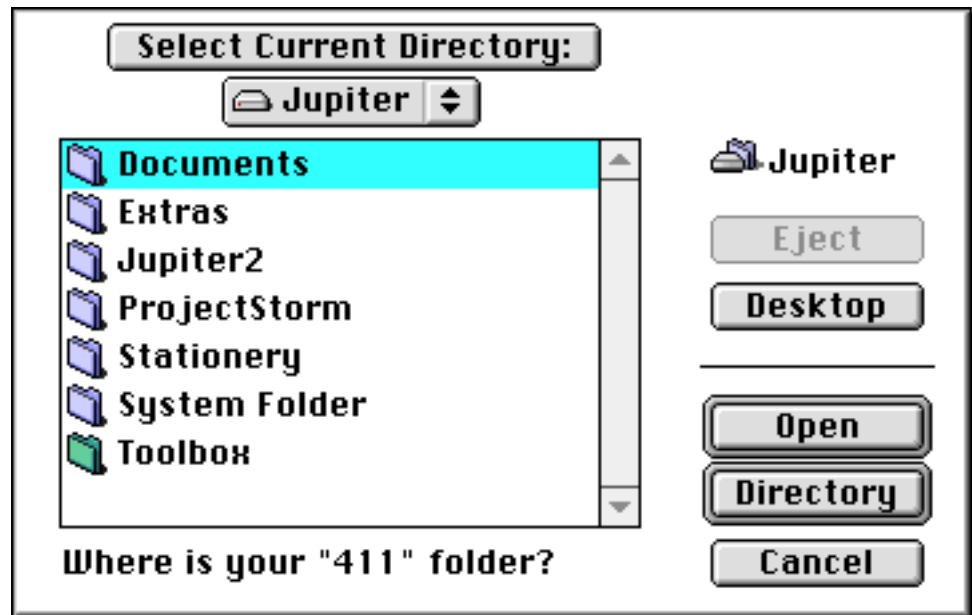 Select Current Directory:
Jupiter
Documents
Extras
Jupiter2
ProjectStorm
Stationery
System Folder
Toolbox
Where is your "411" folder?
Jupiter
Eject
Desktop
Open
Directory
Cancel